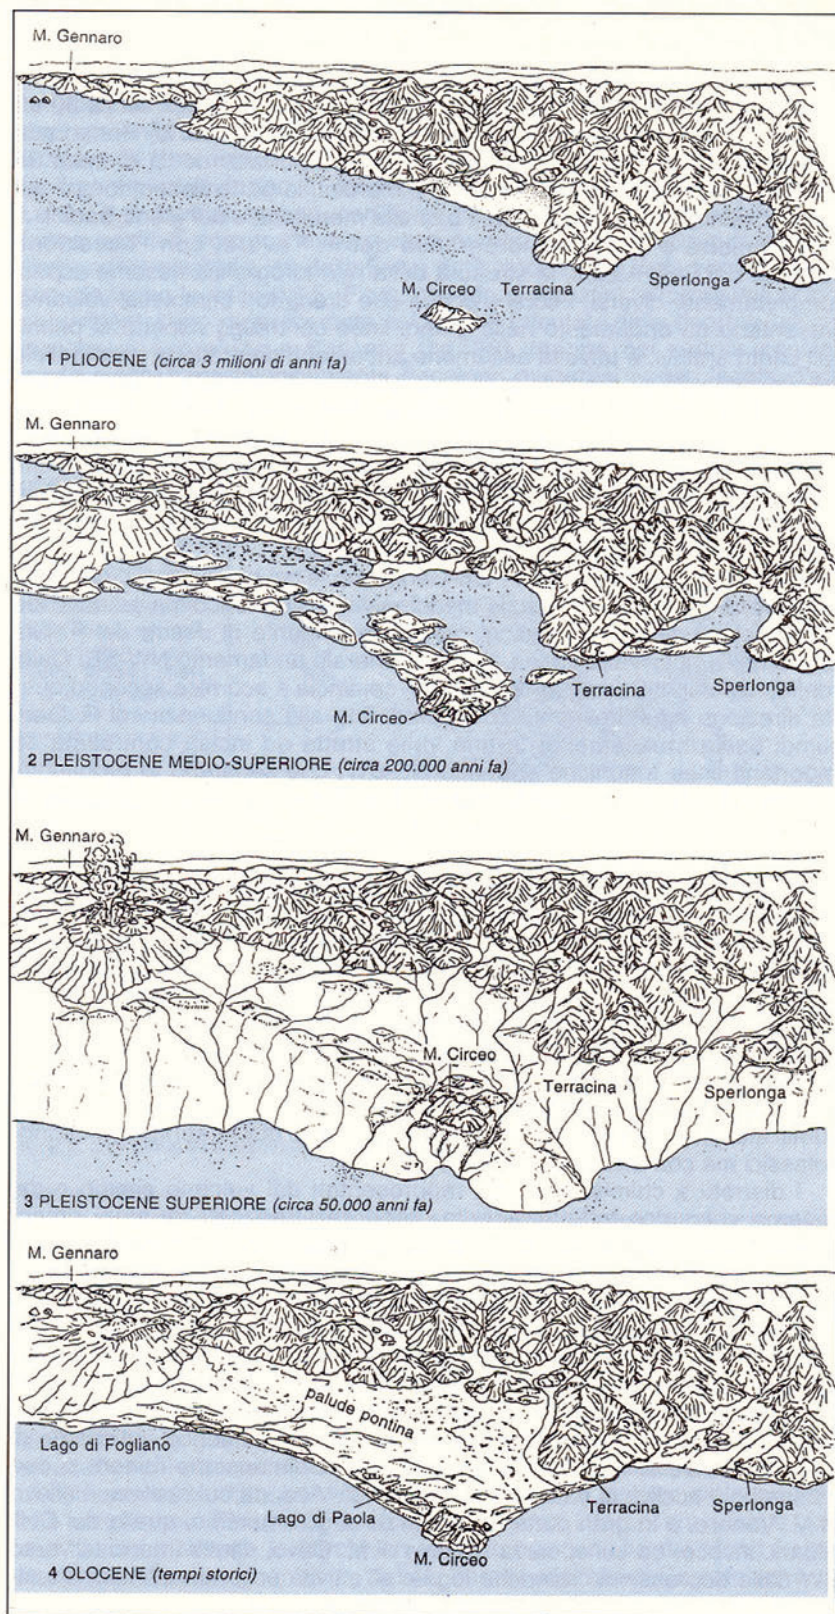 M. Gennaro
M. Circeo
Terracina
Sperlonga
1 PLIOCENE (circa 3 milioni di anni fa)
M. Gennaro
Terracina
Sperlonga
M. Circeo
2 PLEISTOCENE MEDIO-SUPERIORE (circa 200.000 anni fa)
M. Gennaro
M. Circeo
Terracina
Sperlonga
3 PLEISTOCENE SUPERIORE (circa 50.000 anni fa)
M. Gennaro
palude pontina
Lago di Fogliano
Lago di Paola
Terracina
Sperlonga
M. Circeo
4 OLOCENE (tempi storici)